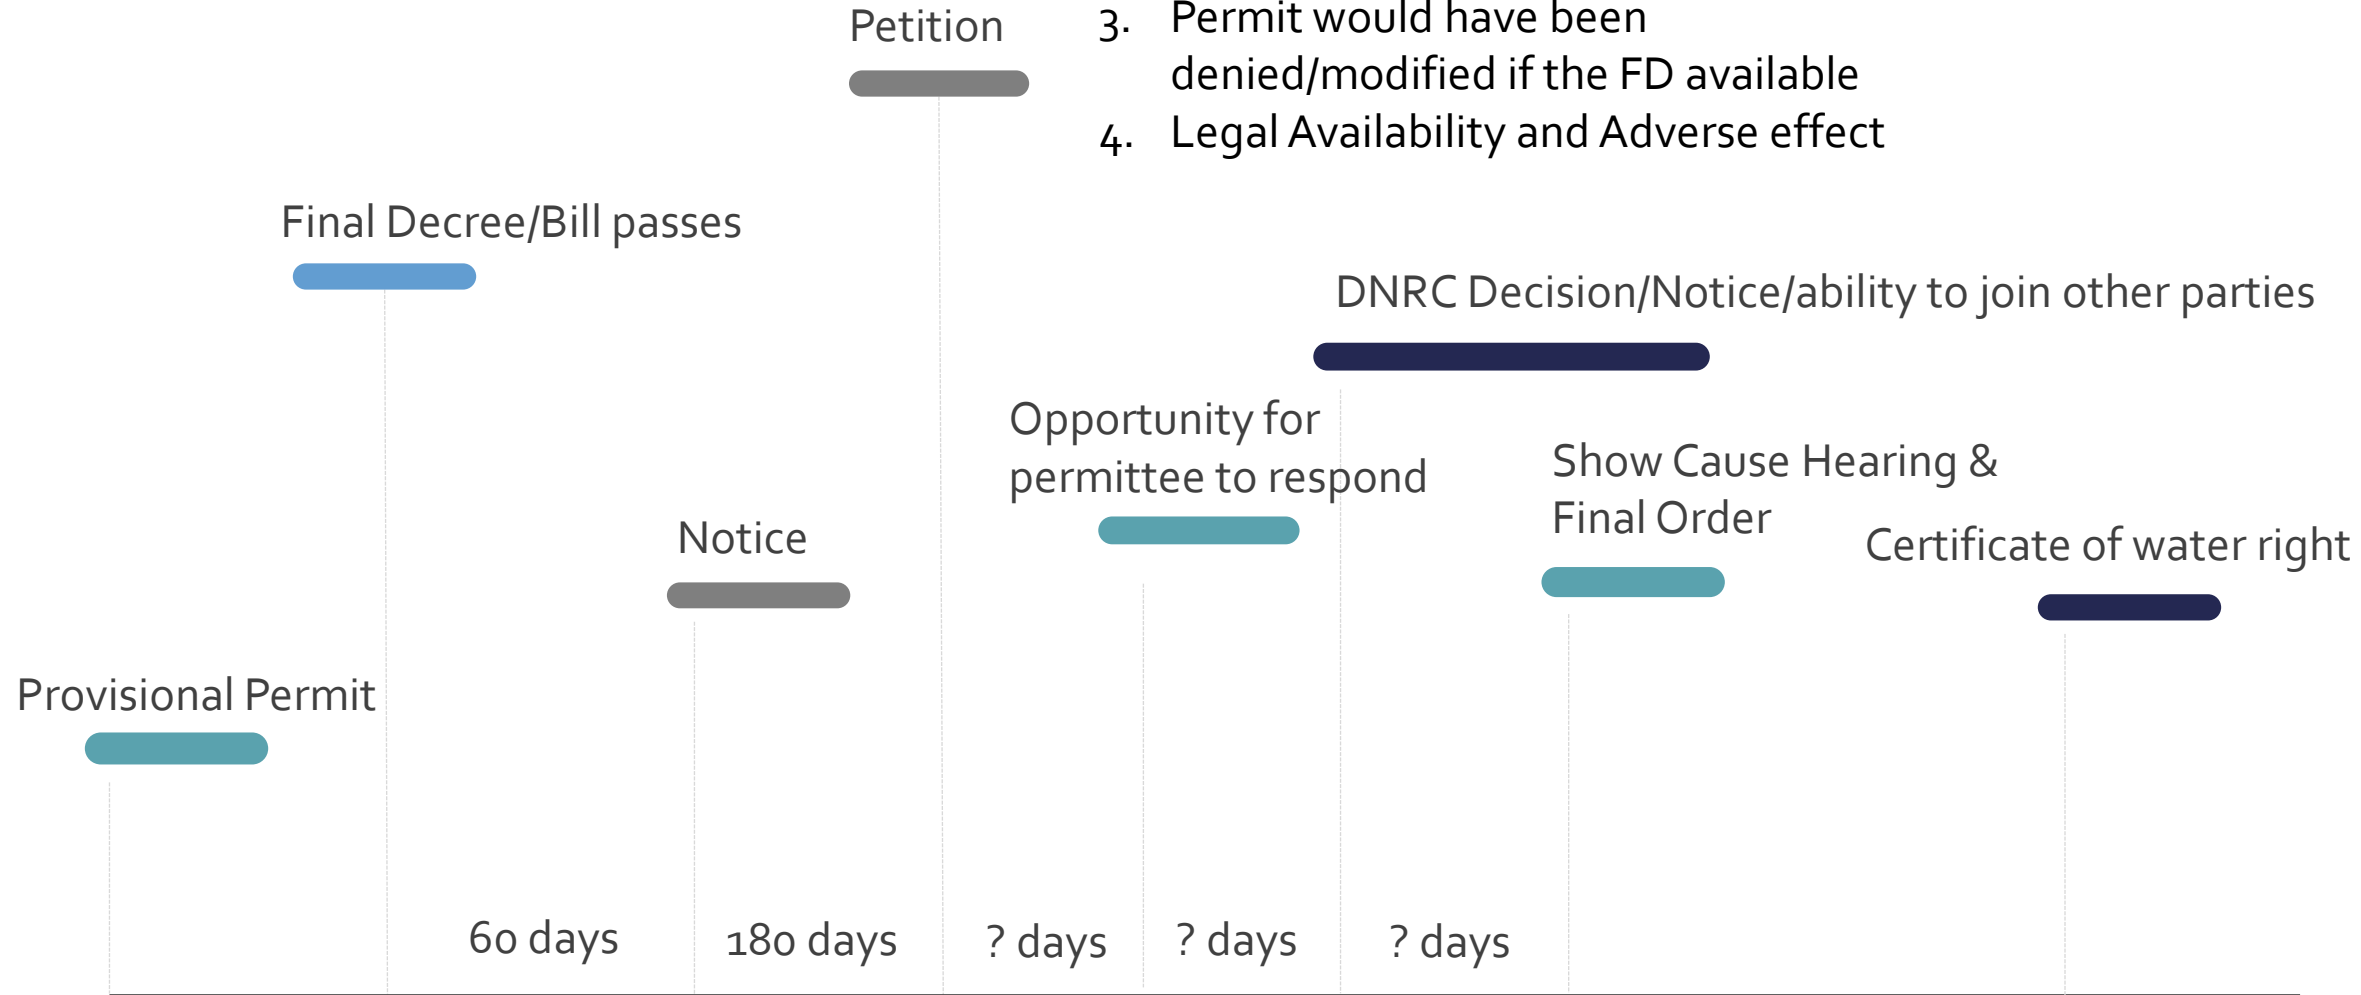 Petition
3. Permit would have been
denied/modified if the FD available
4. Legal Availability and Adverse effect
Final Decree/Bill passes
DNRC Decision/Notice/ability to join other parties
Opportunity for
permittee to respond
Show Cause Hearing &
Final Order
Notice
Certificate of water right
Provisional Permit
60 days
180 days
? days
? days
? days